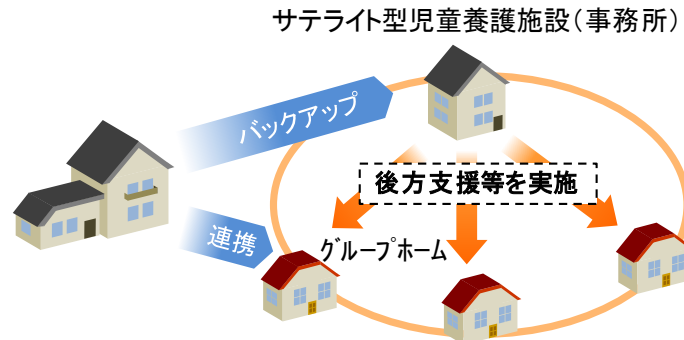 サテライト型児童養護施設（事務所）
バックアップ
後方支援等を実施
連携
グループホーム